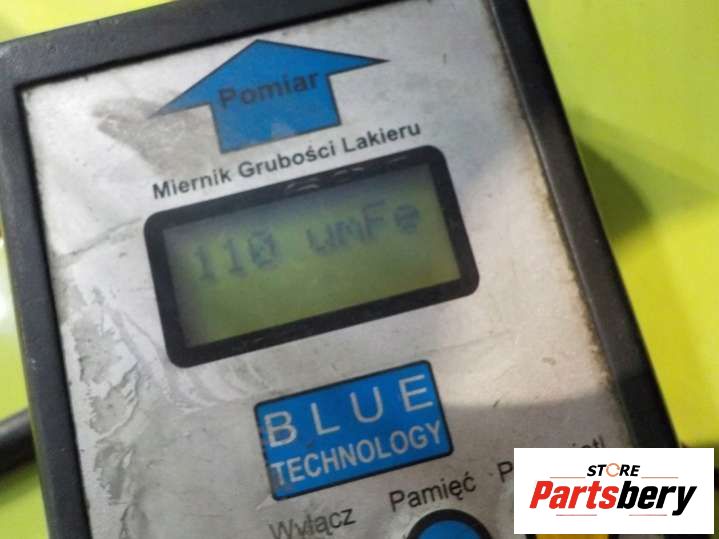 Pomiar
Miernik Grubości Lakieru
110 umFe
BLUE
TECHNOLOGY
Wyłącz Pamięć
STORE
Partsbery